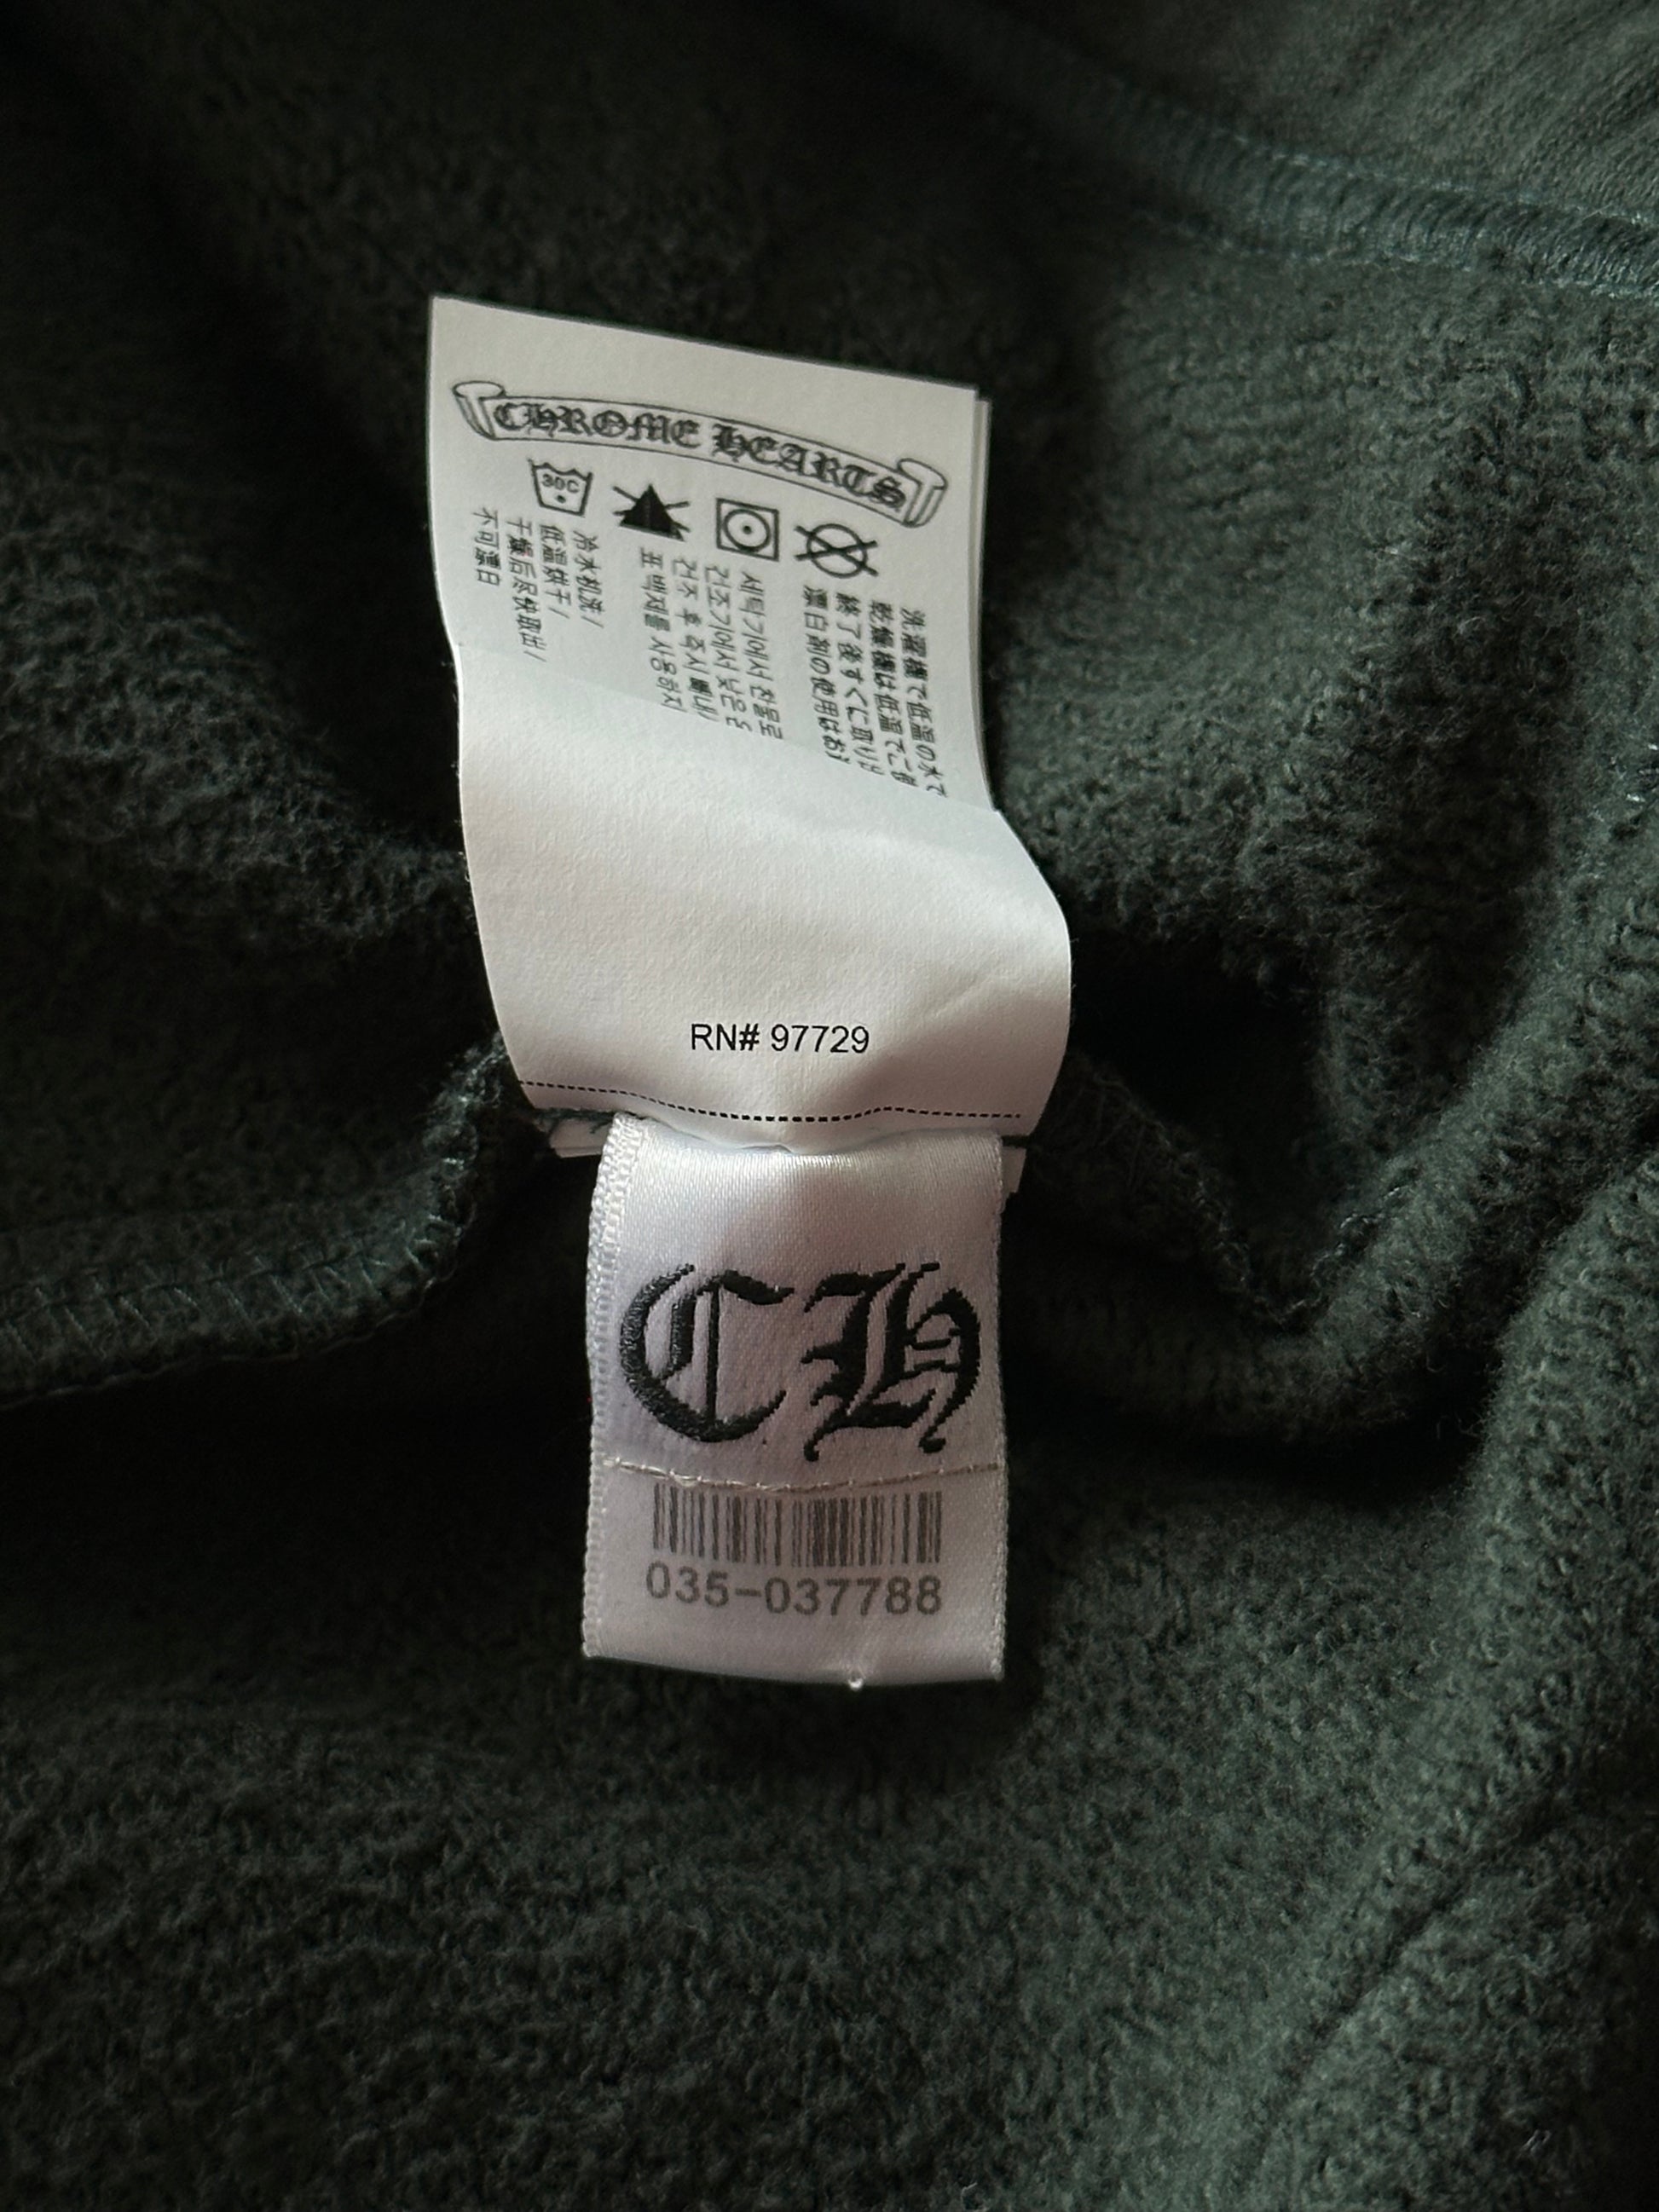 CHROME HEARTS
30C
冷水机洗/
低温烘干/
干燥后尽快取出/
不可漂白
세탁기에서 찬물로
건조기에서 낮은
건조 후 즉시 빼내/
표백제를 사용하지
洗濯機で低温の水で
乾燥機は低温でご
終了後すぐに取り
漂白剤の使用はお
RN# 97729
CH
035-037788